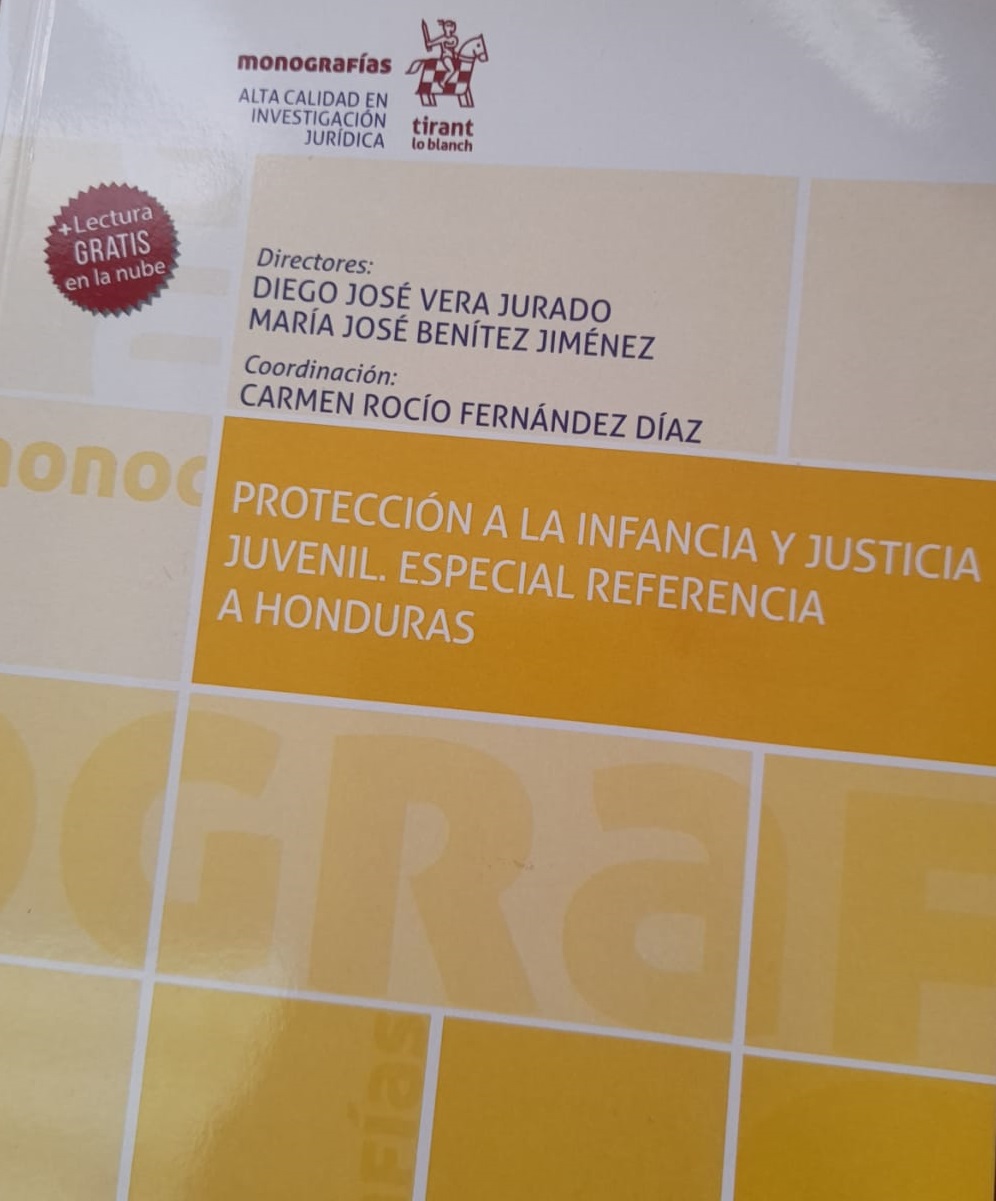 monoGRaFías
ALTA CALIDAD EN
INVESTIGACIÓN
JURÍDICA
tirant
lo blanch
+Lectura
GRATIS
en la nube
Directores:
DIEGO JOSÉ VERA JURADO
MARÍA JOSÉ BENÍTEZ JIMÉNEZ
Coordinación:
CARMEN ROCÍO FERNÁNDEZ DÍAZ
PROTECCIÓN A LA INFANCIA Y JUSTICIA
JUVENIL. ESPECIAL REFERENCIA
A HONDURAS